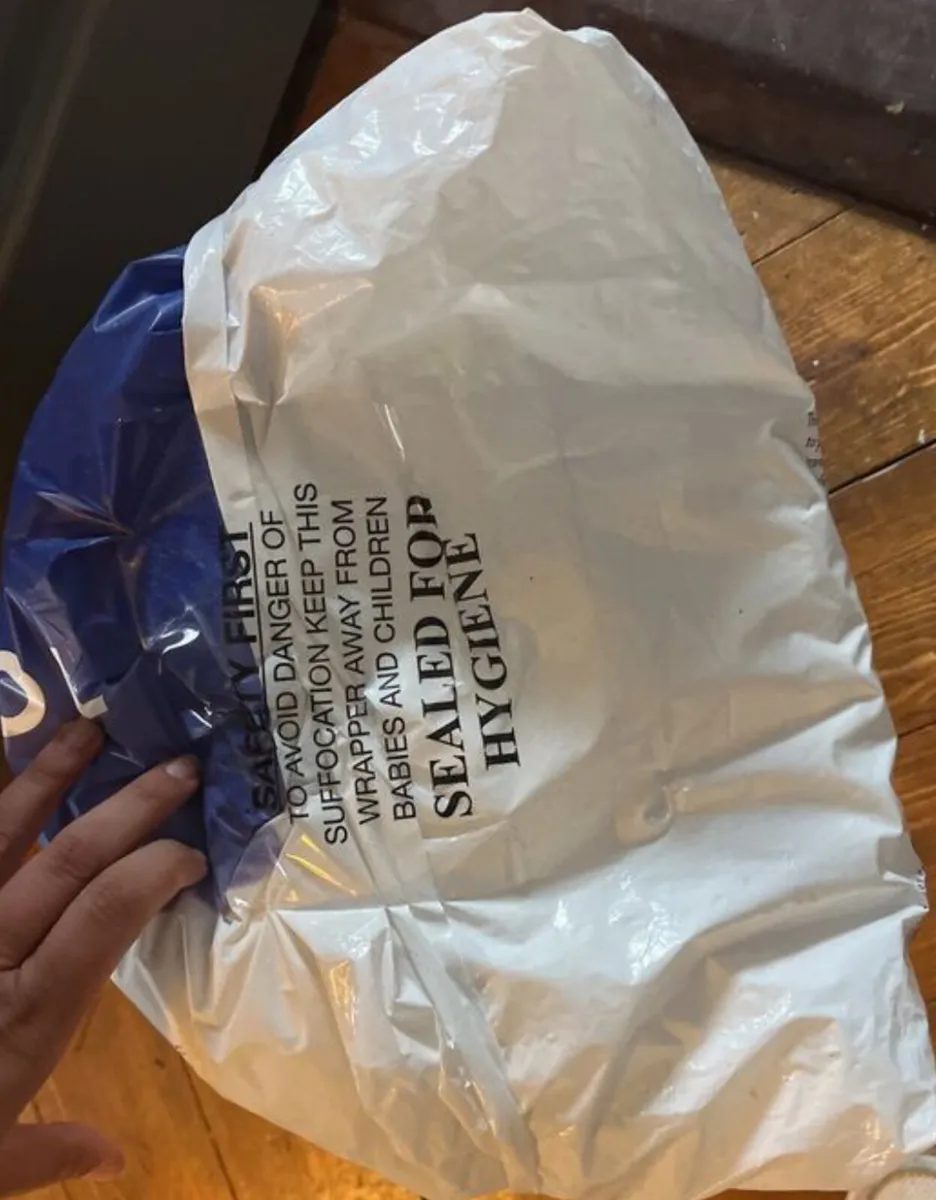 SAFETY FIRST
TO AVOID DANGER OF
SUFFOCATION KEEP THIS
WRAPPER AWAY FROM
BABIES AND CHILDREN
SEALED FOR
HYGIENE